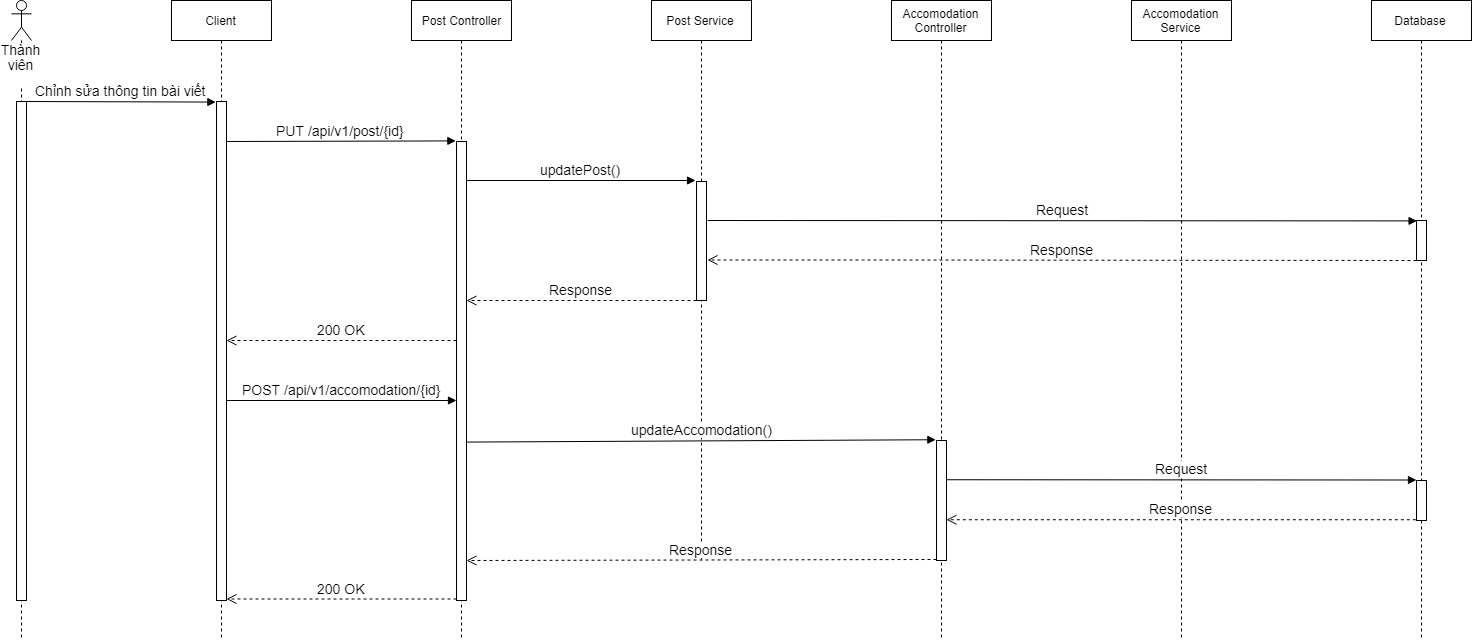 Thành
viên
Client
Post Controller
Post Service
Accomodation
Controller
Accomodation
Service
Database
Chỉnh sửa thông tin bài viết
PUT /api/v1/post/{id}
updatePost()
Request
Response
Response
200 OK
POST /api/v1/accomodation/{id}
updateAccomodation()
Request
Response
Response
200 OK